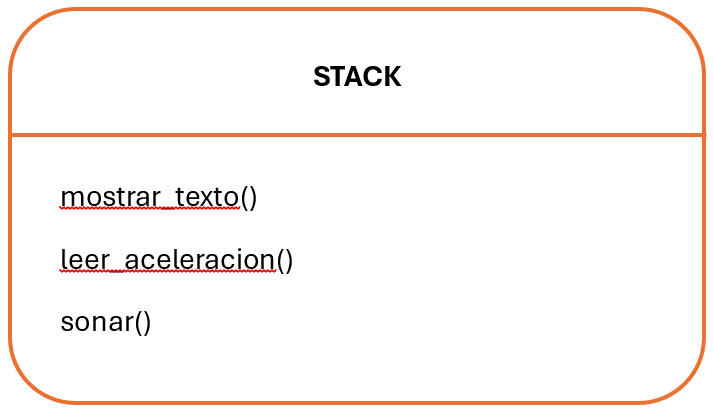 STACK
mostrar_texto()
leer_aceleracion()
sonar()